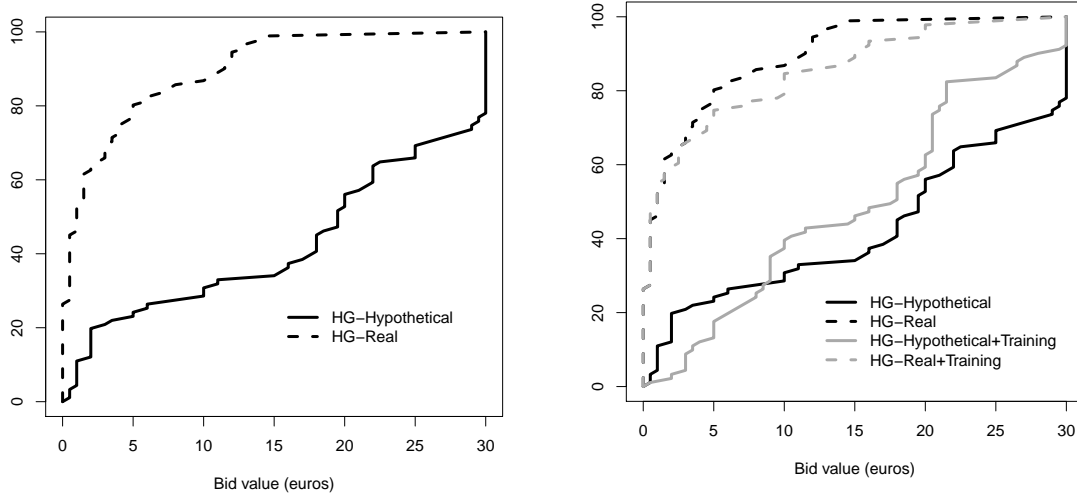 100
80
60
40
20
0
HG−Hypothetical
HG−Real
0 5 10 15 20 25 30
Bid value (euros)
100
80
60
40
20
0
HG−Hypothetical
HG−Real
HG−Hypothetical+Training
HG−Real+Training
0 5 10 15 20 25 30
Bid value (euros)